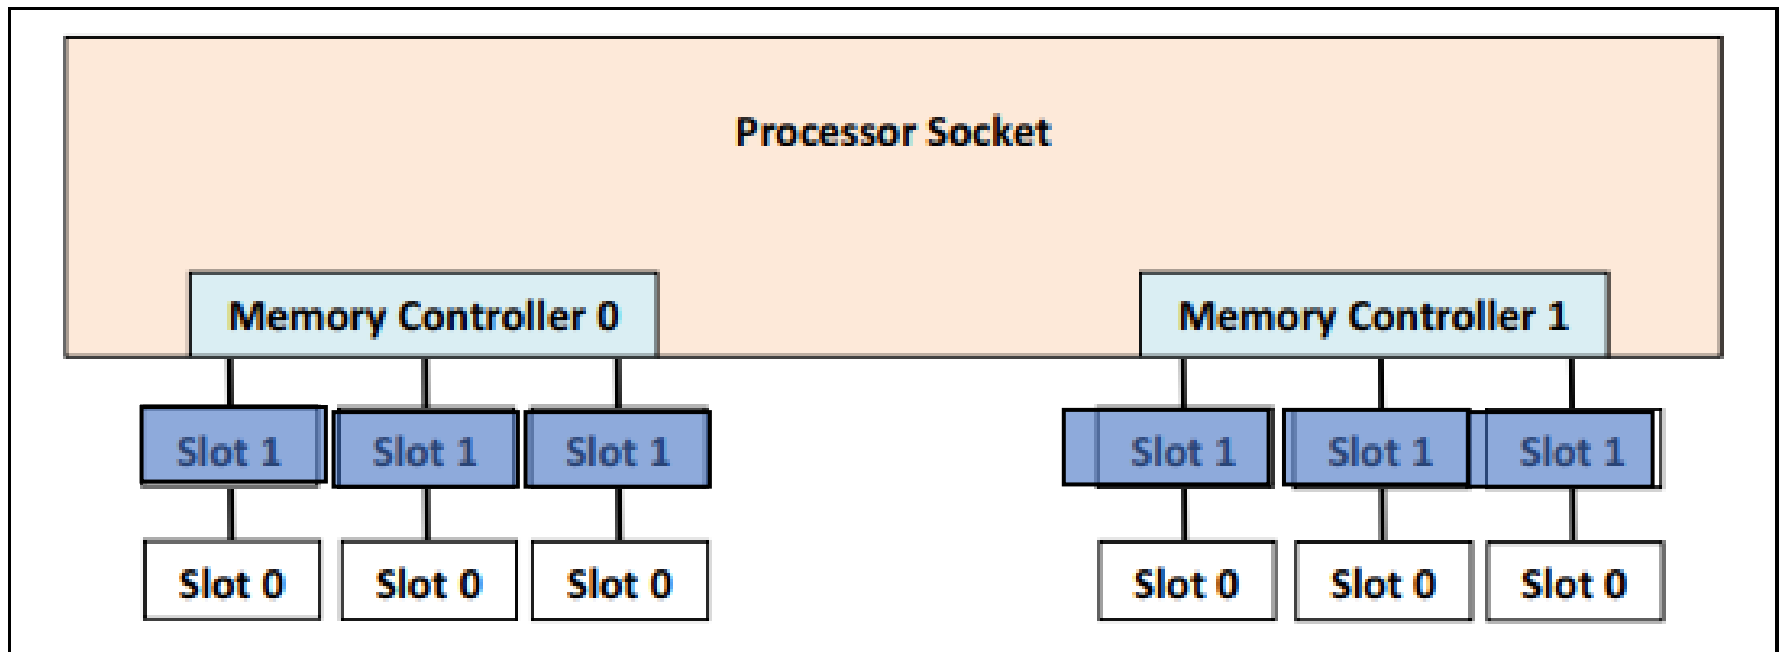 Processor Socket
Memory Controller 0
Memory Controller 1
Slot 1 Slot 1 Slot 1 Slot 1 Slot 1 Slot 1
Slot 0 Slot 0 Slot 0 Slot 0 Slot 0 Slot 0